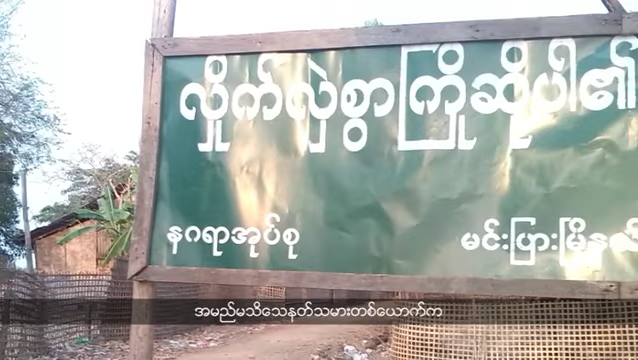 လှိုက်လှဲစွာကြိုဆိုပါ၏
နဂရာအုပ်စု
မင်းပြားမြို့နယ်
အမည်မသိသေနတ်သမားတစ်ယောက်က